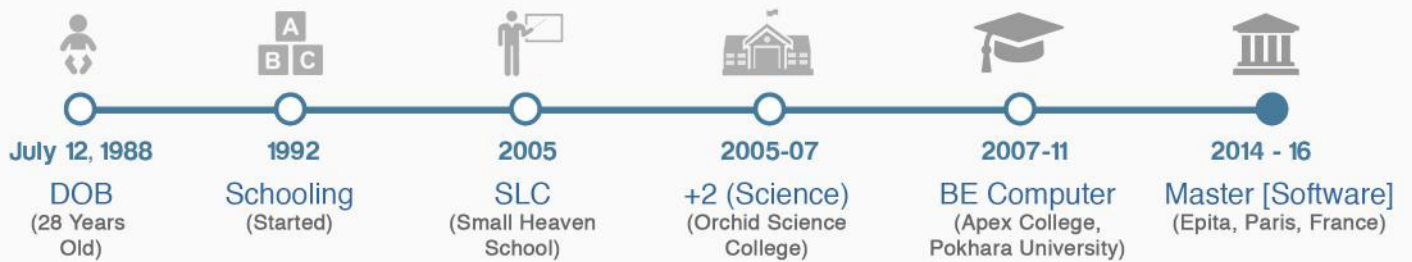 A
B C
July 12, 1988
DOB
(28 Years
Old)
1992
Schooling
(Started)
2005
SLC
(Small Heaven
School)
2005-07
+2 (Science)
(Orchid Science
College)
2007-11
BE Computer
(Apex College,
Pokhara University)
2014 - 16
Master [Software]
(Epita, Paris, France)